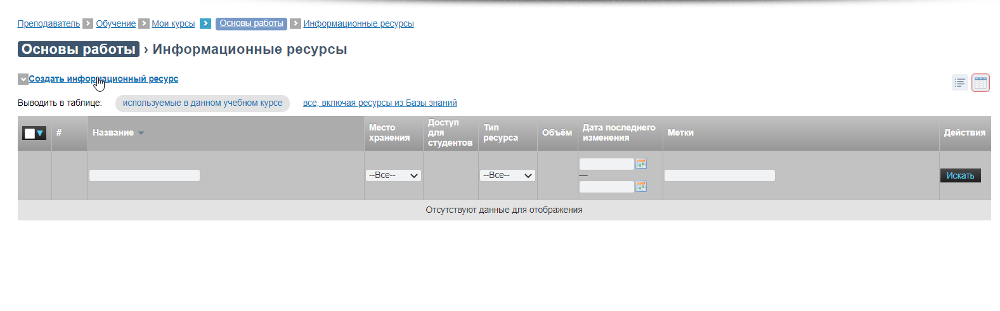 Преподаватель Обучение Мои курсы Основы работы Информационные ресурсы
Основы работы › Информационные ресурсы
Создать информационный ресурс
Выводить в таблице: используемые в данном учебном курсе все, включая ресурсы из Базы знаний
# Название Место хранения Доступ для студентов Тип ресурса Объём Дата последнего изменения Метки Действия
--Все-- --Все-- — Искать
Отсутствуют данные для отображения